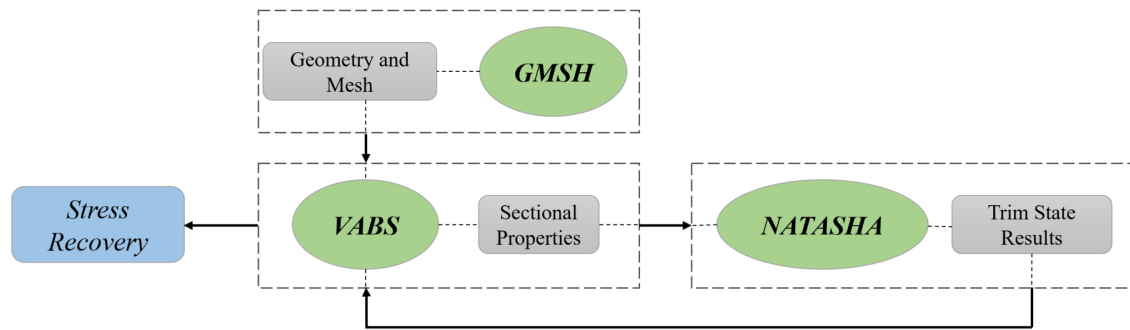 Geometry and
Mesh
GMSH
Stress
Recovery
VABS
Sectional
Properties
NATASHA
Trim State
Results